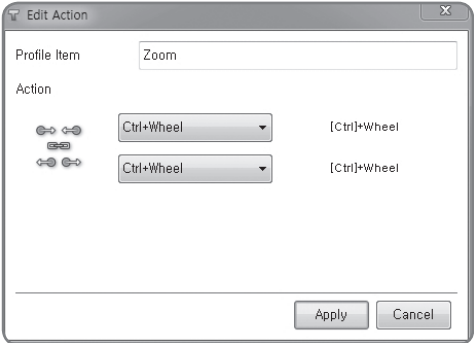 Edit Action
Profile Item Zoom
Action
Ctrl+Wheel [Ctrl]+Wheel
Ctrl+Wheel [Ctrl]+Wheel
Apply Cancel